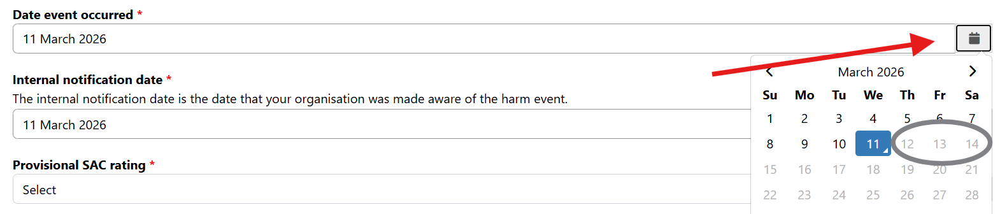 Date event occurred *
11 March 2026
Internal notification date *
The internal notification date is the date that your organisation was made aware of the harm event.
11 March 2026
Provisional SAC rating *
Select
March 2026
Su Mo Tu We Th Fr Sa
1 2 3 4 5 6 7
8 9 10 11 12 13 14
15 16 17 18 19 20 21
22 23 24 25 26 27 28